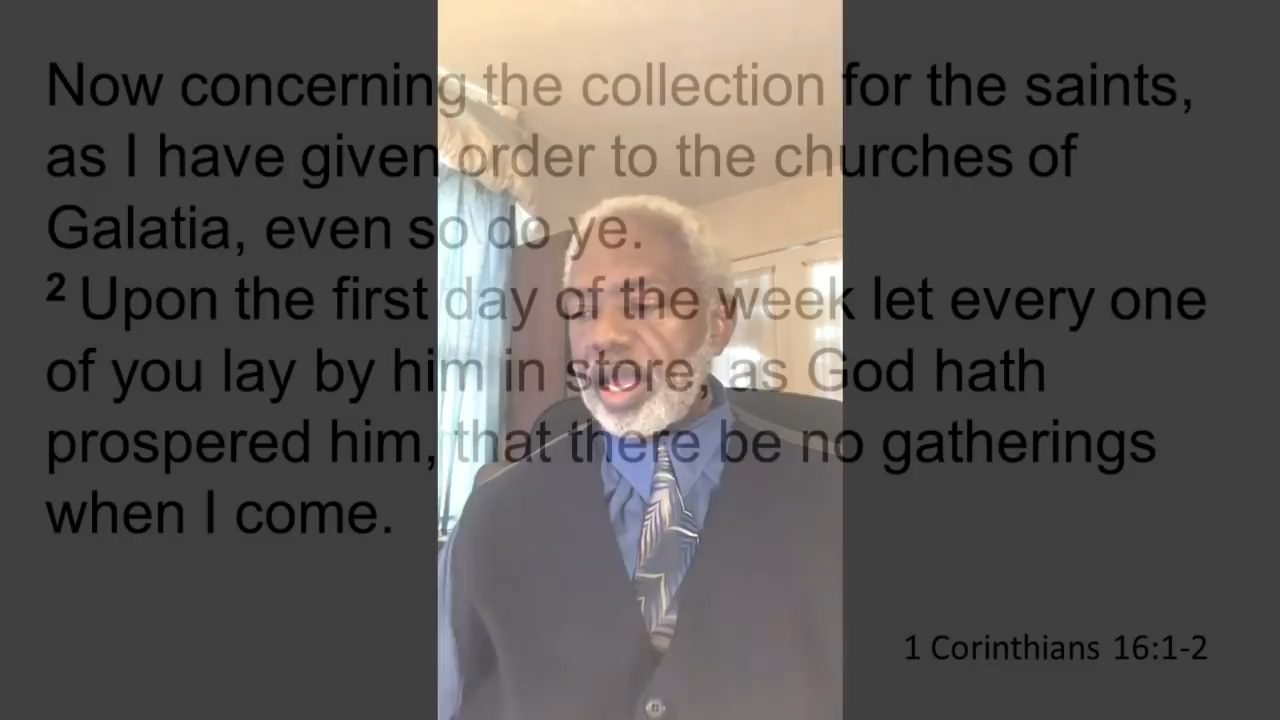 Now concerning the collection for the saints,
as I have given order to the churches of
Galatia, even so do ye.
2 Upon the first day of the week let every one
of you lay by him in store, as God hath
prospered him, that there be no gatherings
when I come.
1 Corinthians 16:1-2